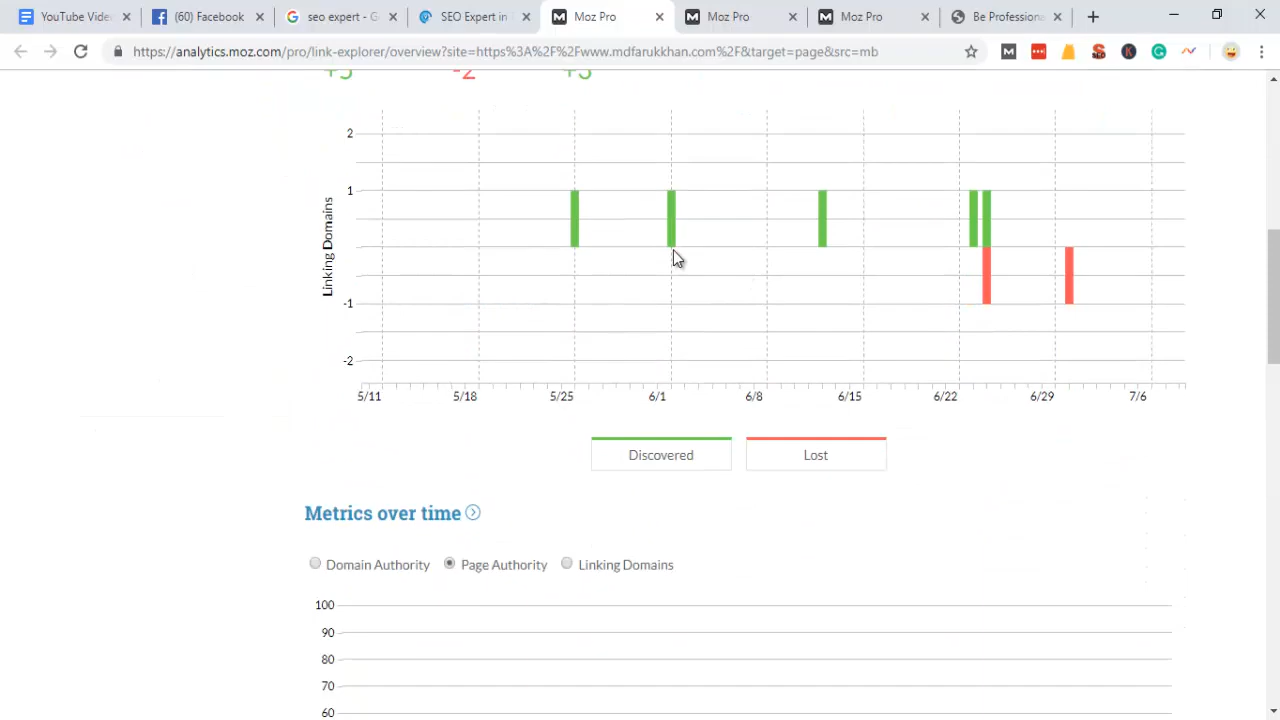 YouTube Vide
(60) Facebook
seo expert - G
SEO Expert in
Moz Pro
Moz Pro
Moz Pro
Be Professiona
https://analytics.moz.com/pro/link-explorer/overview?site=https%3A%2F%2Fwww.mdfarukkhan.com%2F&target=page&src=mb
+5 -2 +3
2
1
-1
-2
Linking Domains
5/11 5/18 5/25 6/1 6/8 6/15 6/22 6/29 7/6
Discovered Lost
Metrics over time
Domain Authority Page Authority Linking Domains
100
90
80
70
60